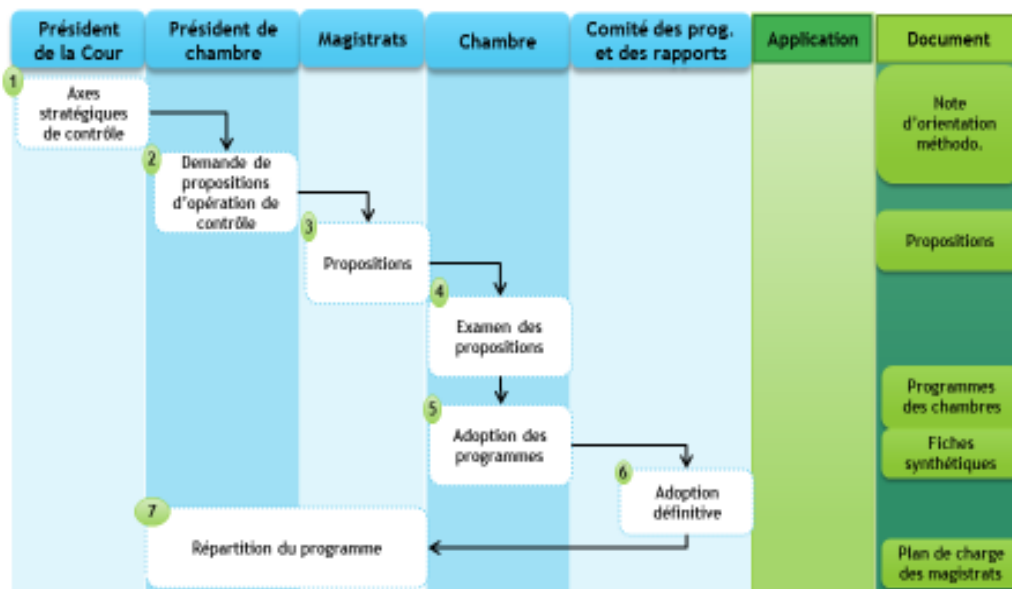 Président
de la Cour
Président de
chambre
Magistrats
Chambre
Comité des prog.
et des rapports
Application
Document
1
Axes
stratégiques
de contrôle
Note
d'orientation
méthodo.
2
Demande de
propositions
d'opération de
contrôle
3
Propositions
Propositions
4
Examen des
propositions
Programmes
des chambres
5
Adoption des
programmes
Fiches
synthétiques
6
Adoption
définitive
7
Répartition du programme
Plan de charge
des magistrats